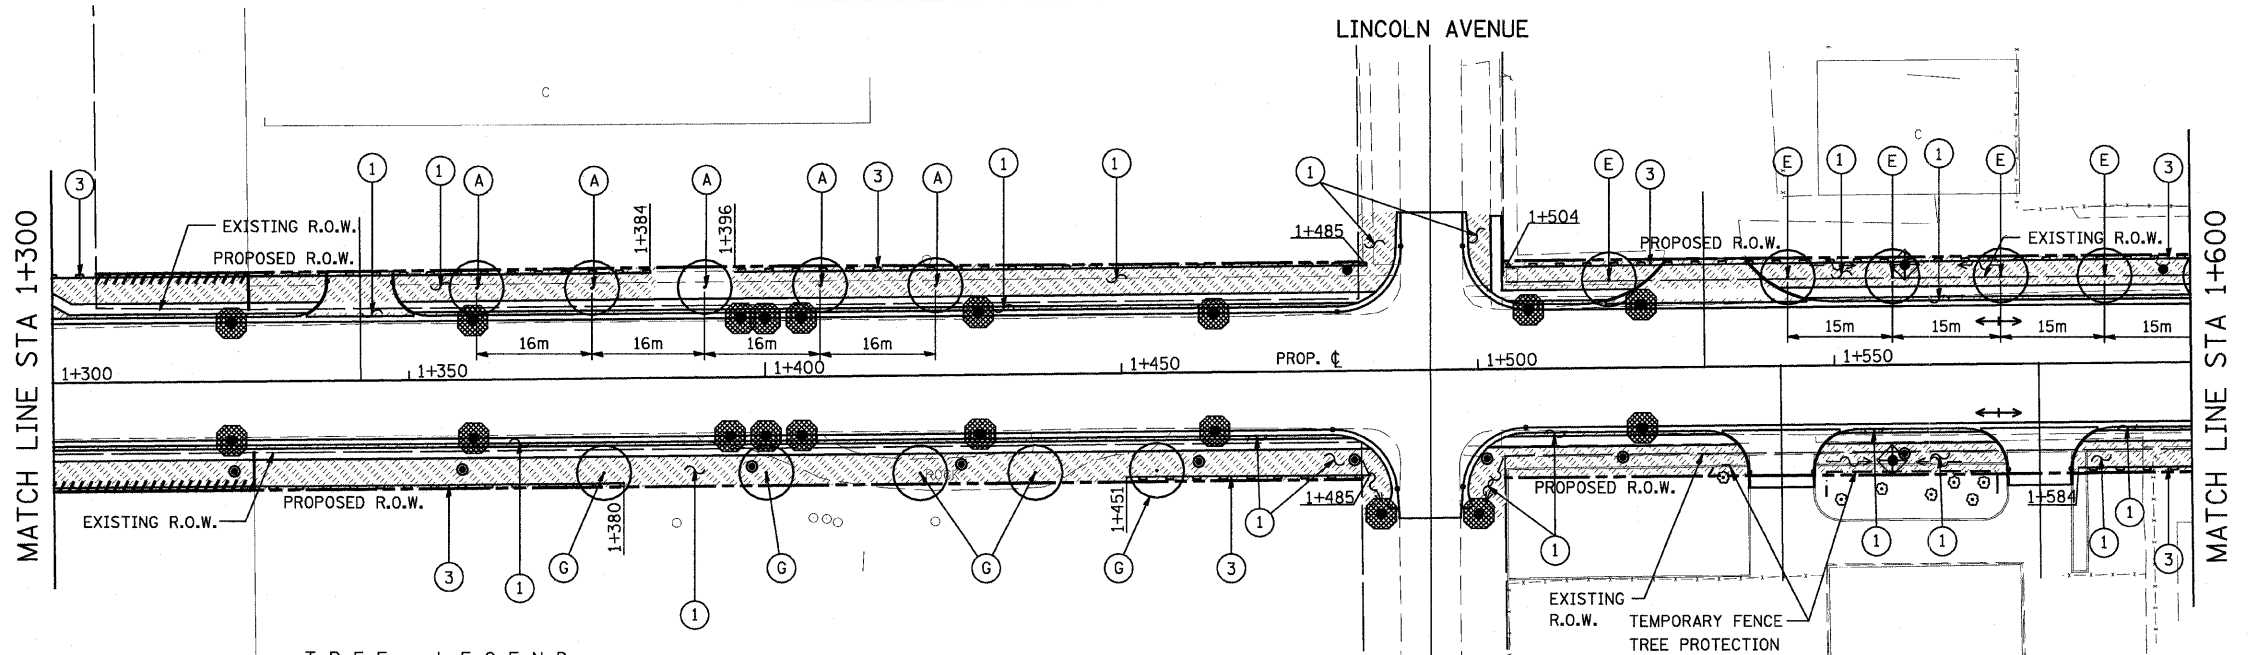 LINCOLN AVENUE
C
C
3
1
1
A
A
A
A
3
A
1
1
1
E
3
E
1
E
1
E
E
3
EXISTING R.O.W.
PROPOSED R.O.W.
1+384
1+396
1+485
1+504
PROPOSED R.O.W.
EXISTING R.O.W.
MATCH LINE STA 1+300
MATCH LINE STA 1+600
16m
16m
16m
16m
15m
15m
15m
15m
1+300
1+350
1+400
1+450
PROP. ℄
1+500
1+550
PROPOSED R.O.W.
EXISTING R.O.W.
1+380
1+451
1+485
PROPOSED R.O.W.
1+584
3
1
G
1
G
G
G
3
1
1
1
1
1
1
3
EXISTING
R.O.W.
TEMPORARY FENCE
TREE PROTECTION
TREE LEGEND